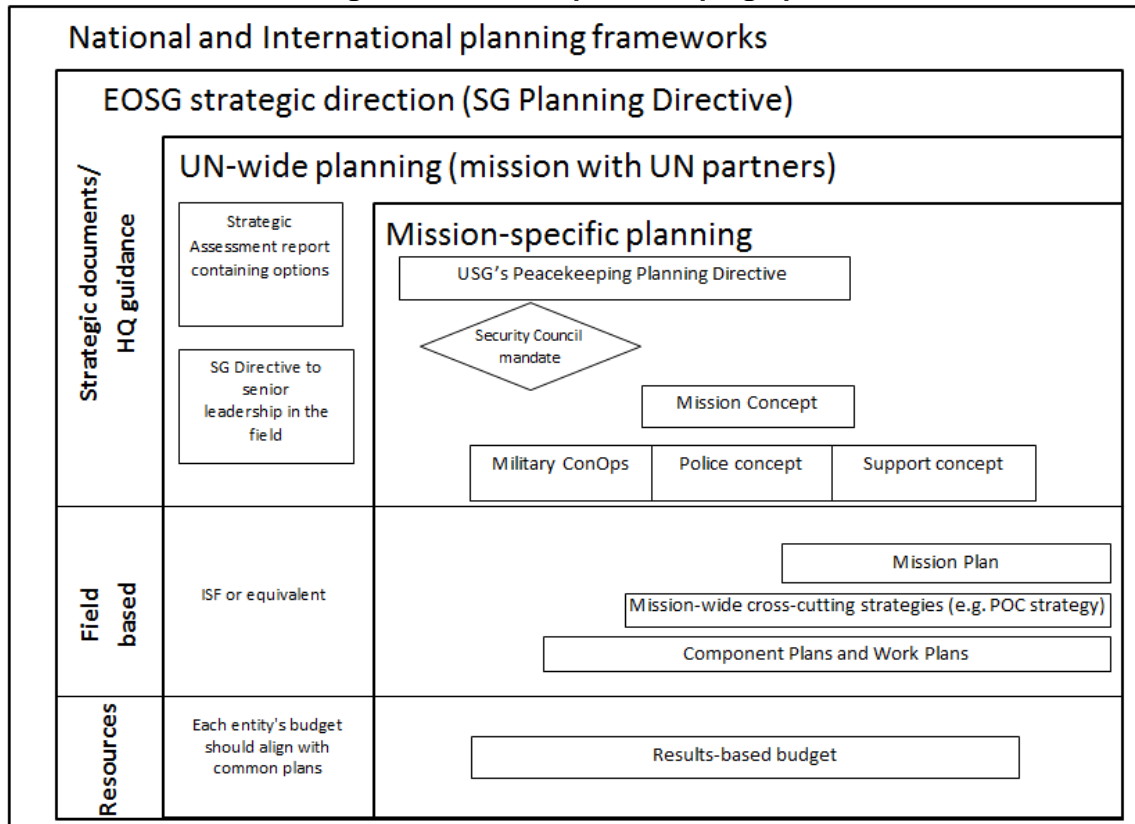 National and International planning frameworks
EOSG strategic direction (SG Planning Directive)
UN-wide planning (mission with UN partners)
Strategic documents/
HQ guidance
Strategic
Assessment report
containing options
SG Directive to
senior
leadership in the
field
Mission-specific planning
USG's Peacekeeping Planning Directive
Security Council
mandate
Mission Concept
Military ConOps
Police concept
Support concept
Field
based
ISF or equivalent
Mission Plan
Mission-wide cross-cutting strategies (e.g. POC strategy)
Component Plans and Work Plans
Resources
Each entity's budget
should align with
common plans
Results-based budget